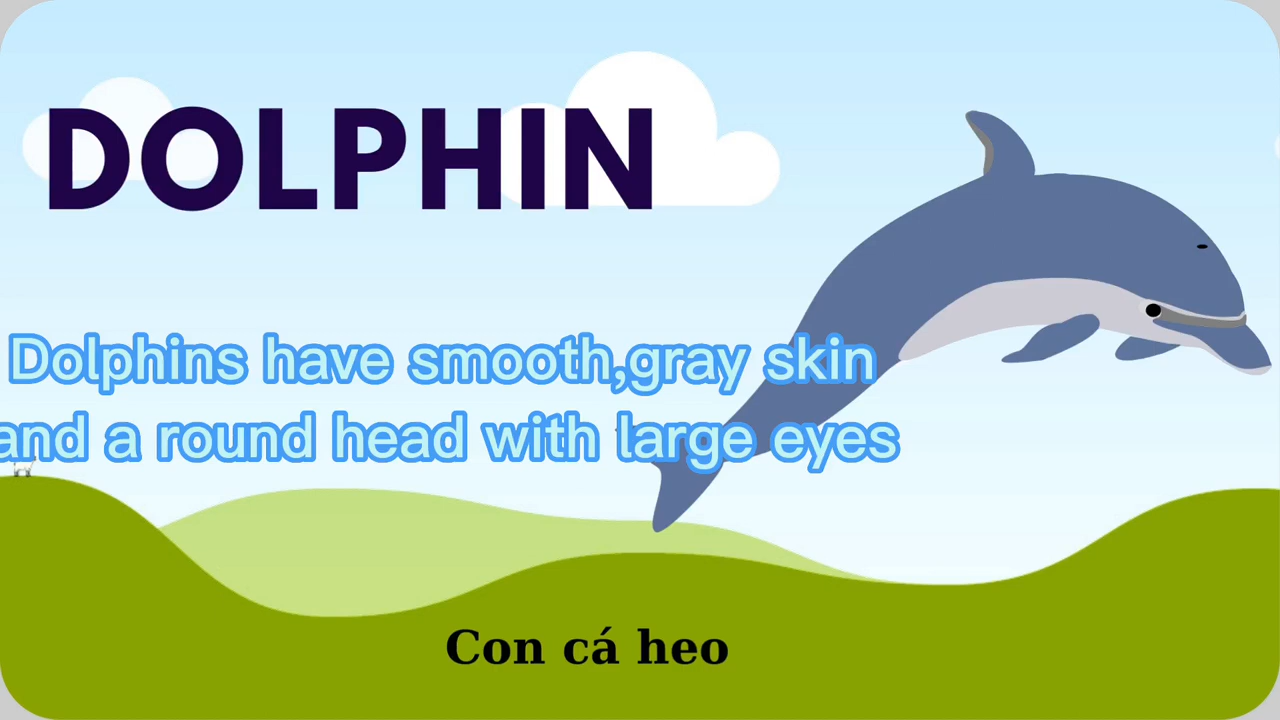 DOLPHIN
Dolphins have smooth,gray skin
and a round head with large eyes
Con cá heo